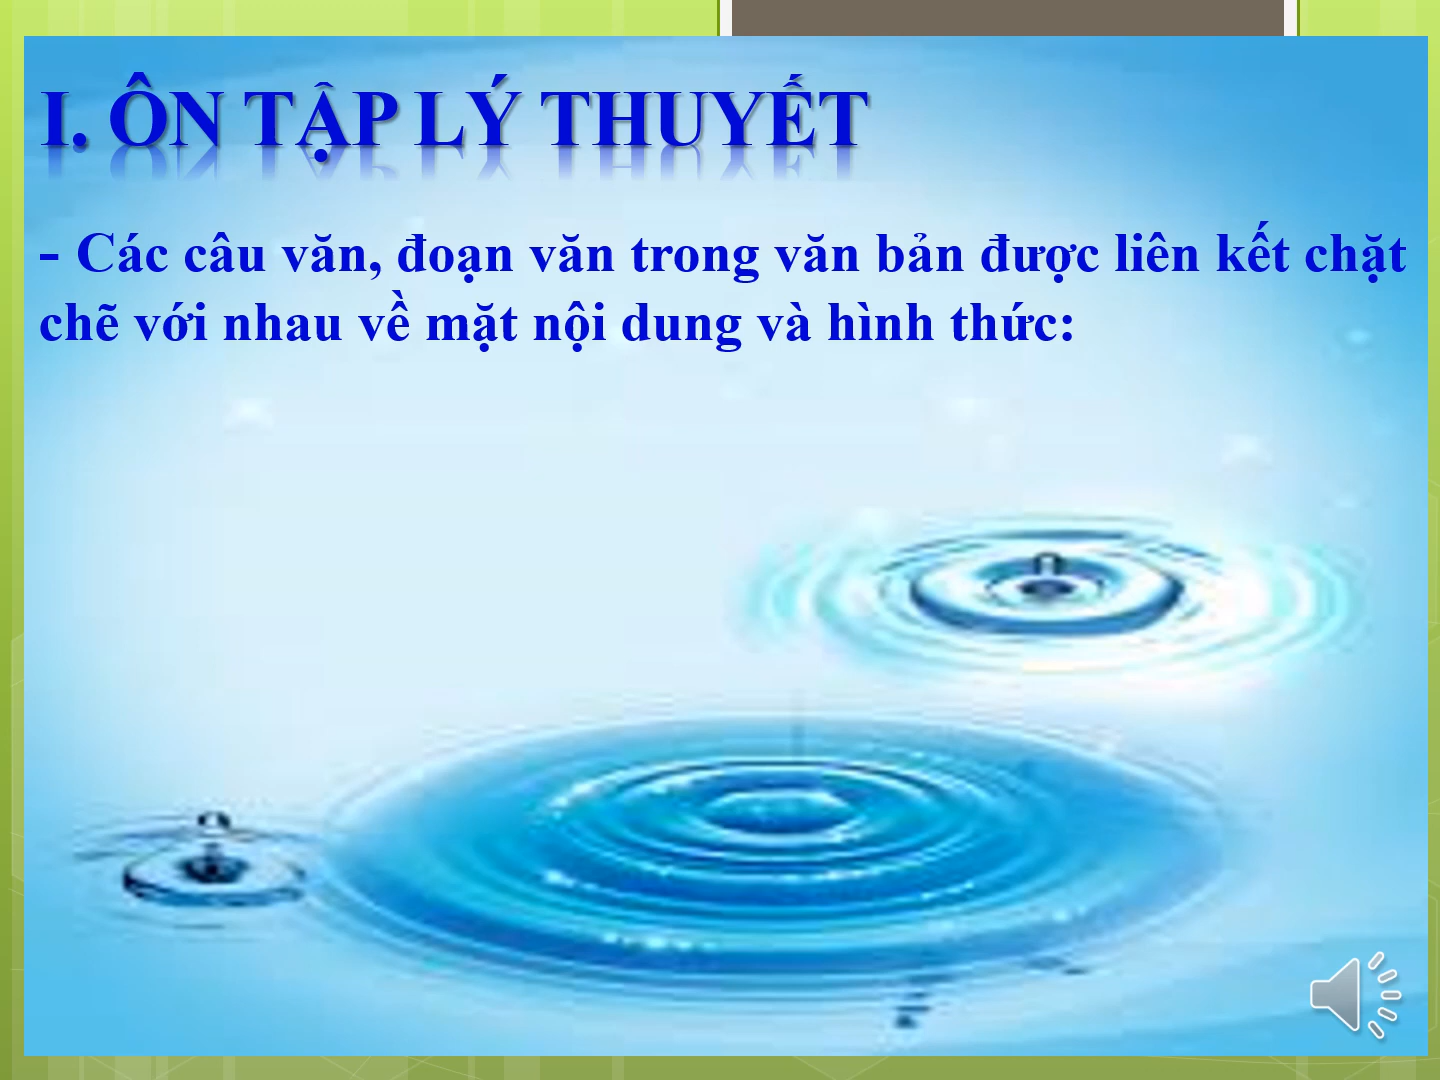 I. ÔN TẬP LÝ THUYẾT
- Các câu văn, đoạn văn trong văn bản được liên kết chặt
chẽ với nhau về mặt nội dung và hình thức: